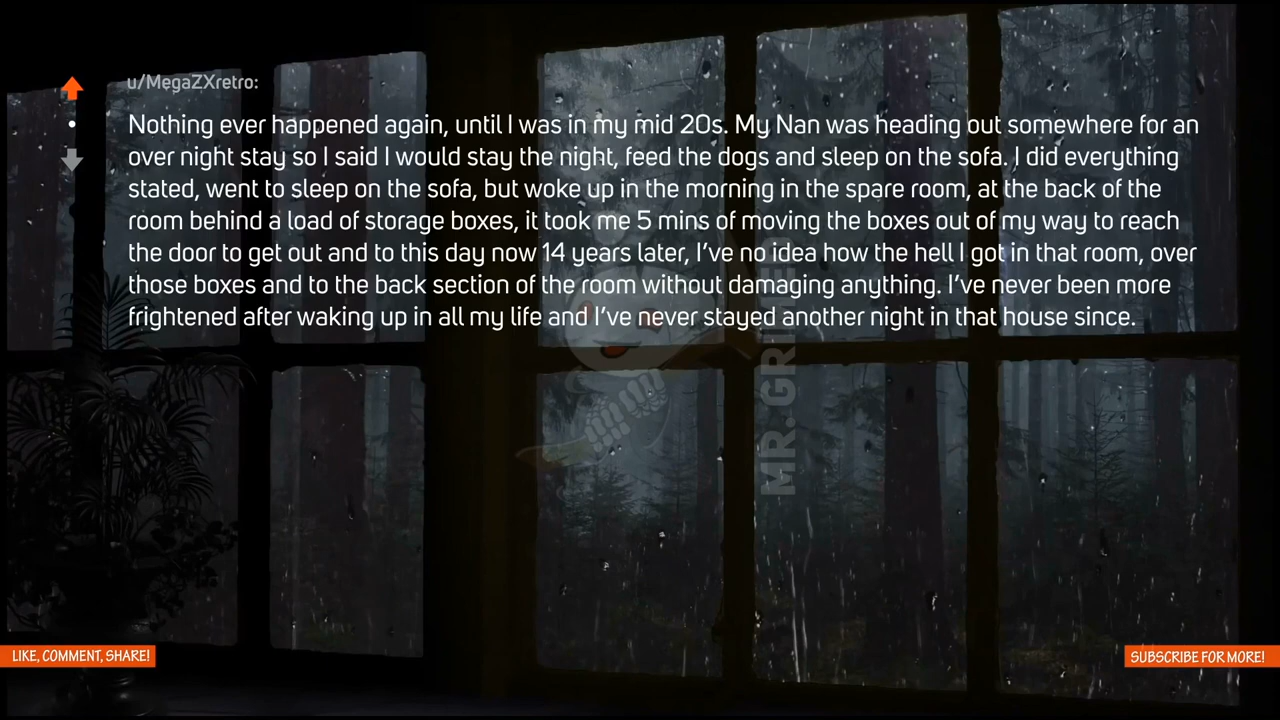 u/MegaZXretro:
Nothing ever happened again, until I was in my mid 20s. My Nan was heading out somewhere for an
over night stay so I said I would stay the night, feed the dogs and sleep on the sofa. I did everything
stated, went to sleep on the sofa, but woke up in the morning in the spare room, at the back of the
room behind a load of storage boxes, it took me 5 mins of moving the boxes out of my way to reach
the door to get out and to this day now 14 years later, I've no idea how the hell I got in that room, over
those boxes and to the back section of the room without damaging anything. I've never been more
frightened after waking up in all my life and I've never stayed another night in that house since.
MR. GRIMER
LIKE, COMMENT, SHARE!
SUBSCRIBE FOR MORE!